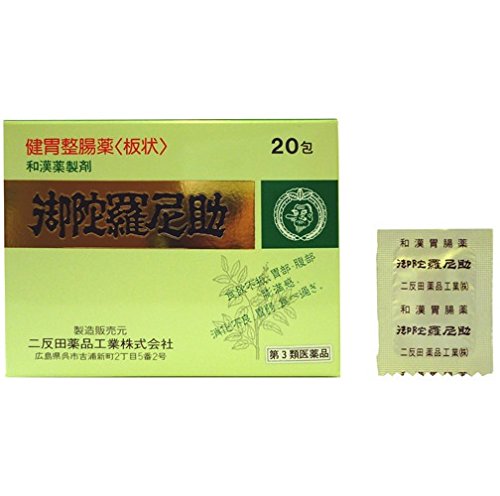 健胃整腸薬〈板状〉
20包
和漢薬製剤
御陀羅尼助
食欲不振、胃部・腹部
膨満感、
消化不良、胃弱、食べ過ぎ、
製造販売元
二反田薬品工業株式会社
広島県呉市吉浦新町2丁目5番2号
第3類医薬品
和漢胃腸薬
御陀羅尼助
二反田薬品工業㈱
和漢胃腸薬
御陀羅尼助
二反田薬品工業㈱